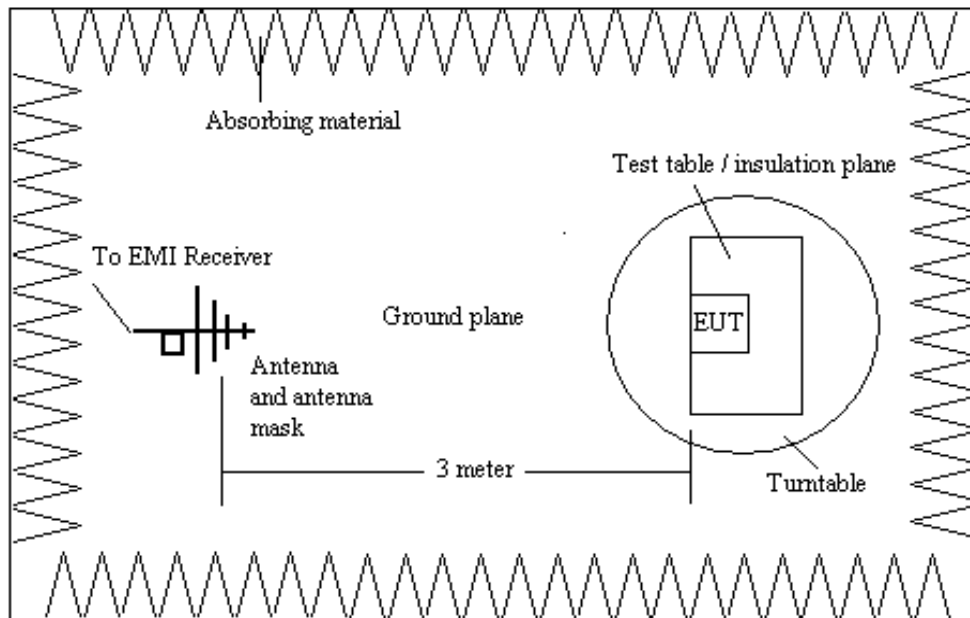 Absorbing material
Test table / insulation plane
To EMI Receiver
Ground plane
EUT
Antenna
and antenna
mask
3 meter
Turntable